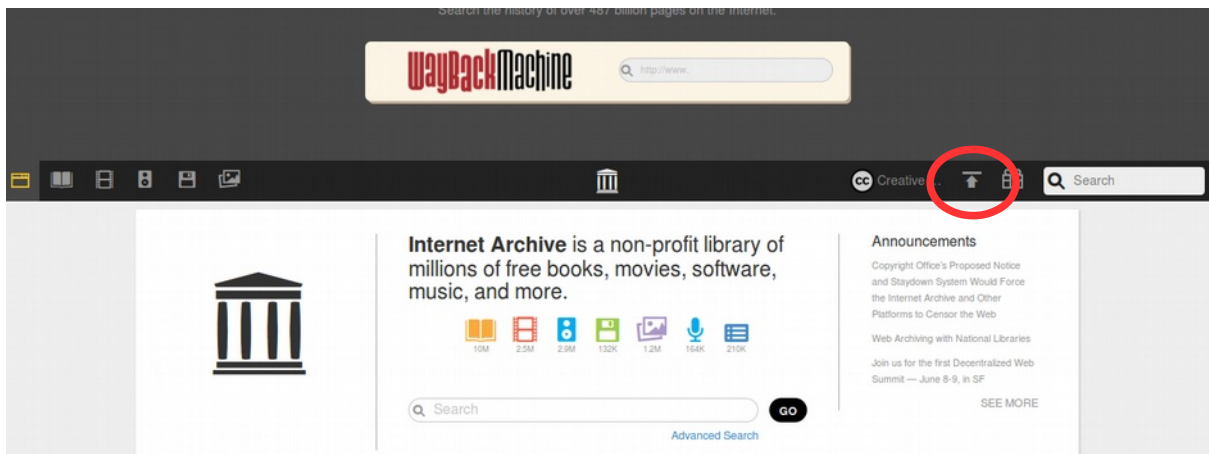 Search the history of over 487 billion pages on the Internet.
WayBackMachine
http://www.
cc Creative ...
Search
Internet Archive is a non-profit library of
millions of free books, movies, software,
music, and more.
10M 2.5M 2.9M 132K 1.2M 164K 210K
Search
GO
Advanced Search
Announcements
Copyright Office's Proposed Notice
and Staydown System Would Force
the Internet Archive and Other
Platforms to Censor the Web
Web Archiving with National Libraries
Join us for the first Decentralized Web
Summit — June 8-9, in SF
SEE MORE